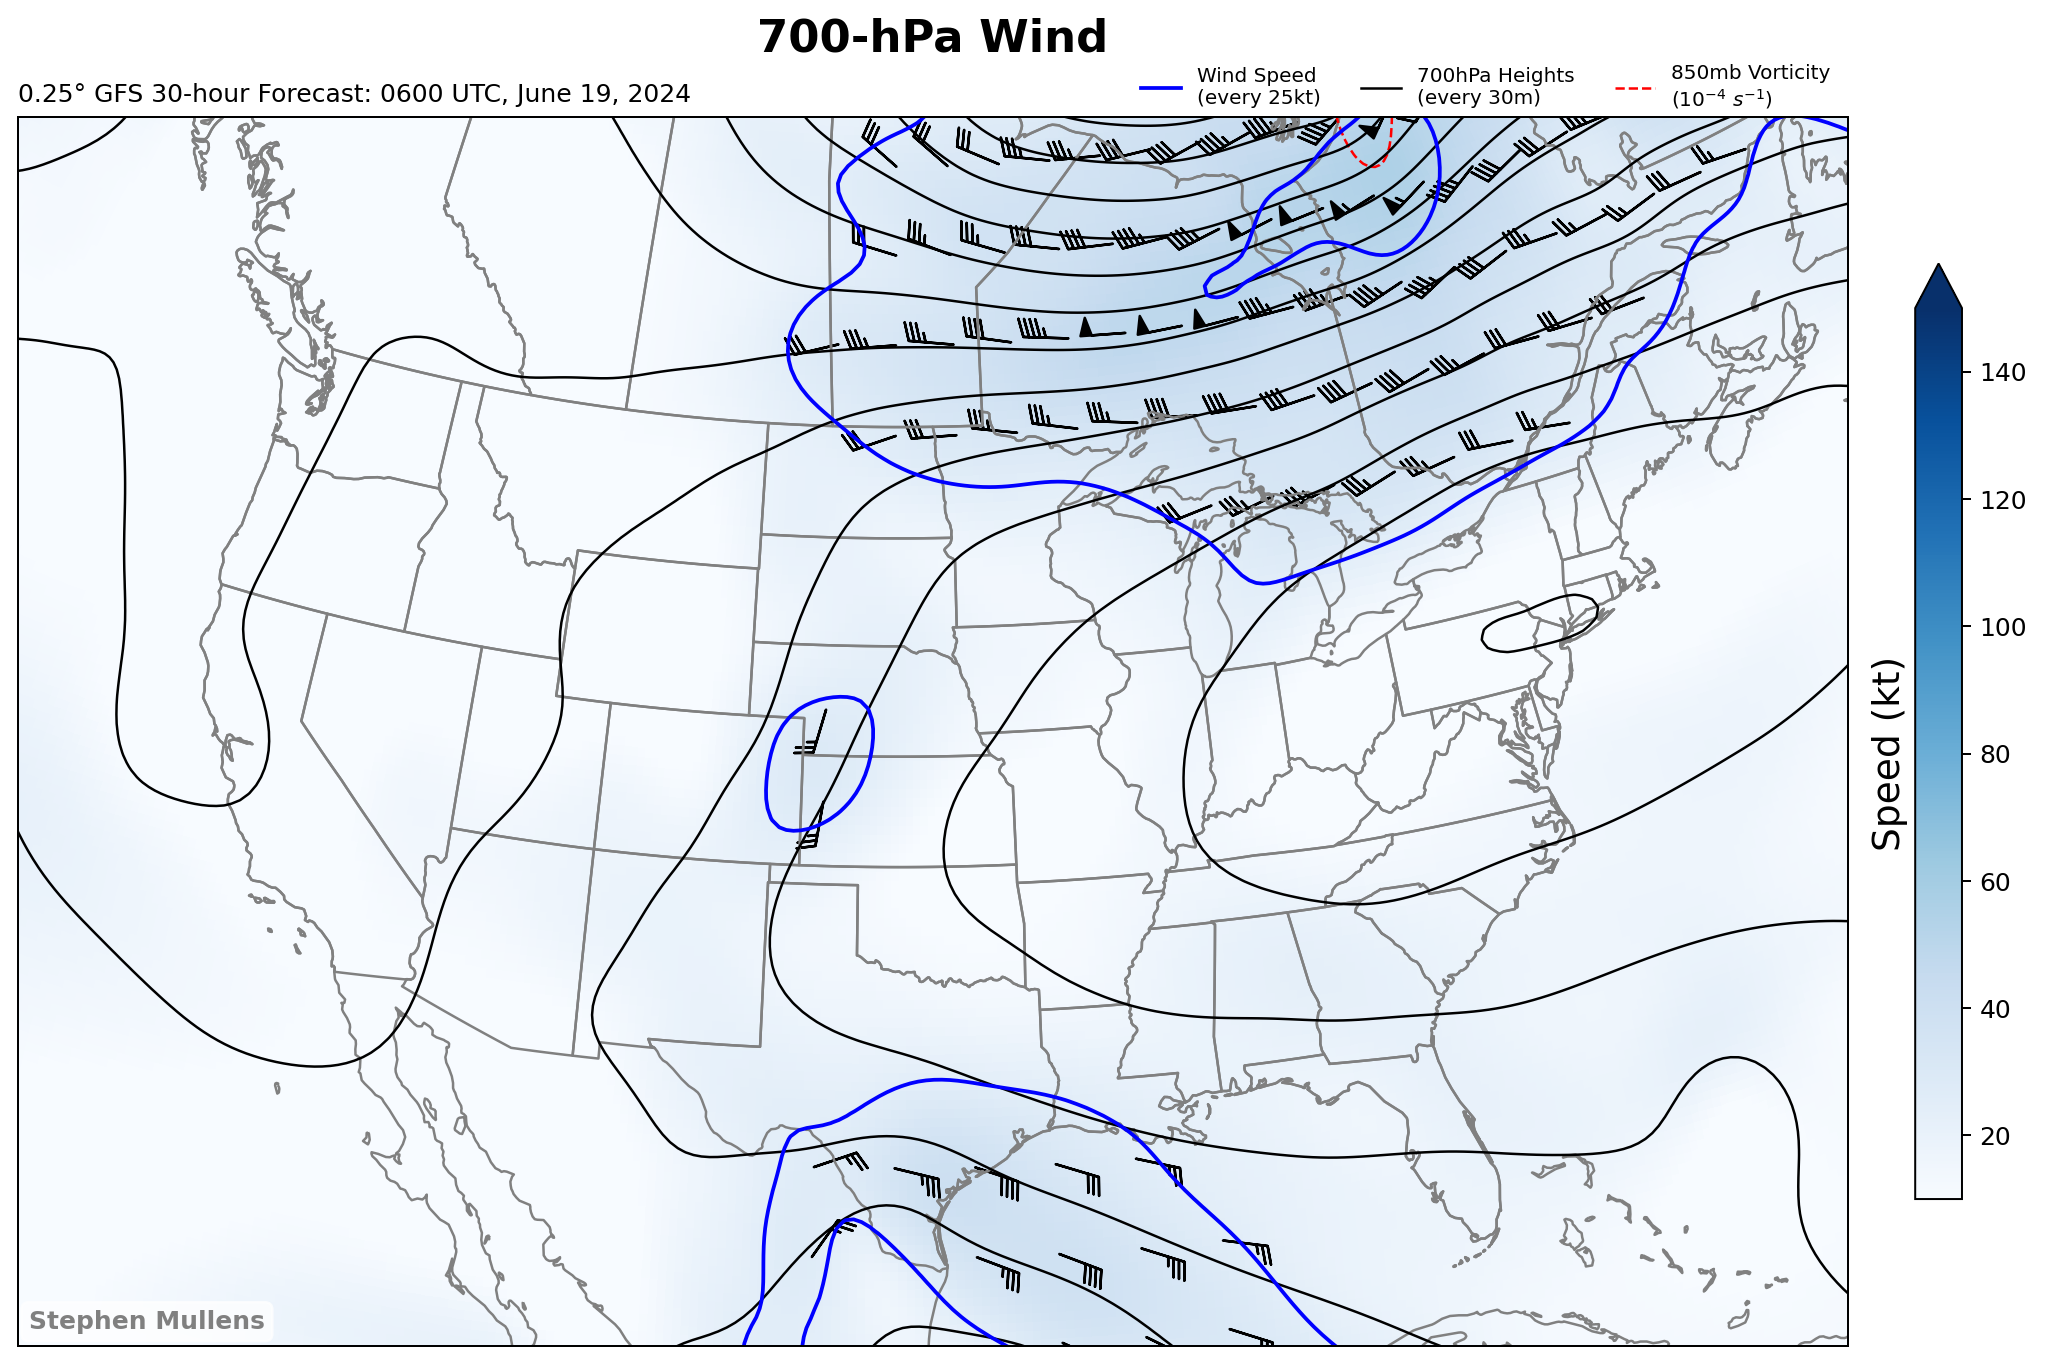 700-hPa Wind
0.25° GFS 30-hour Forecast: 0600 UTC, June 19, 2024
Wind Speed
(every 25kt)
700hPa Heights
(every 30m)
850mb Vorticity
(10⁻⁴ s⁻¹)
140
120
100
80
60
40
20
Speed (kt)
Stephen Mullens